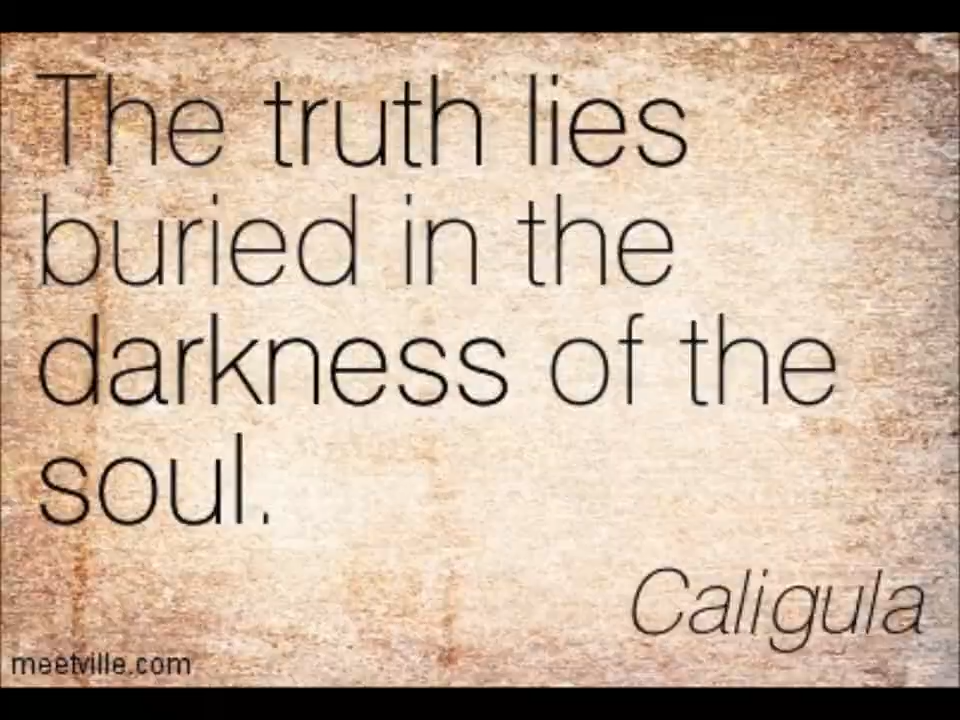 The truth lies
buried in the
darkness of the
soul.
Caligula
meetville.com